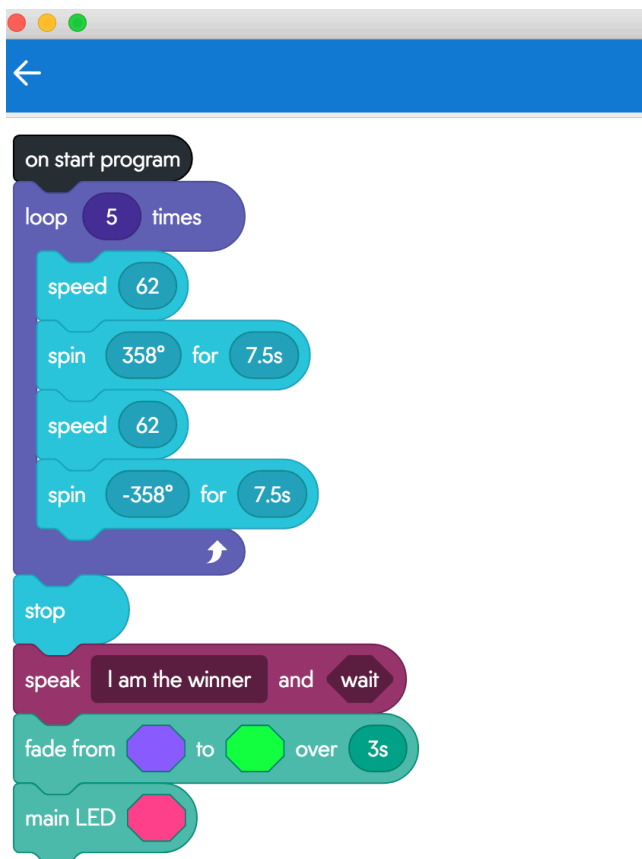 on start program
loop 5 times
speed 62
spin 358° for 7.5s
speed 62
spin -358° for 7.5s
stop
speak I am the winner and wait
fade from to over 3s
main LED